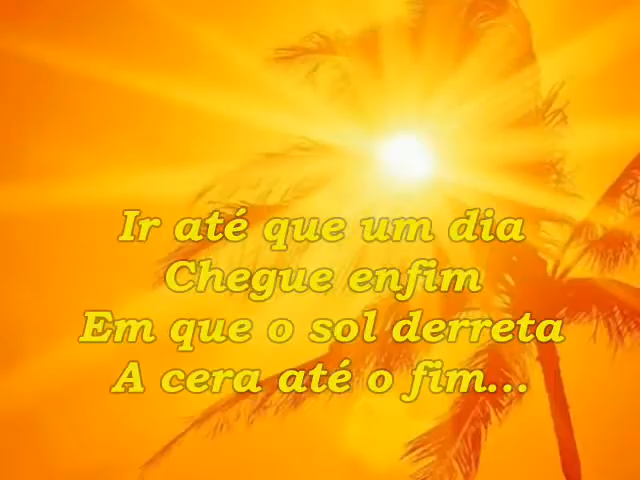 Ir até que um dia
Chegue enfim
Em que o sol derreta
A cera até o fim...